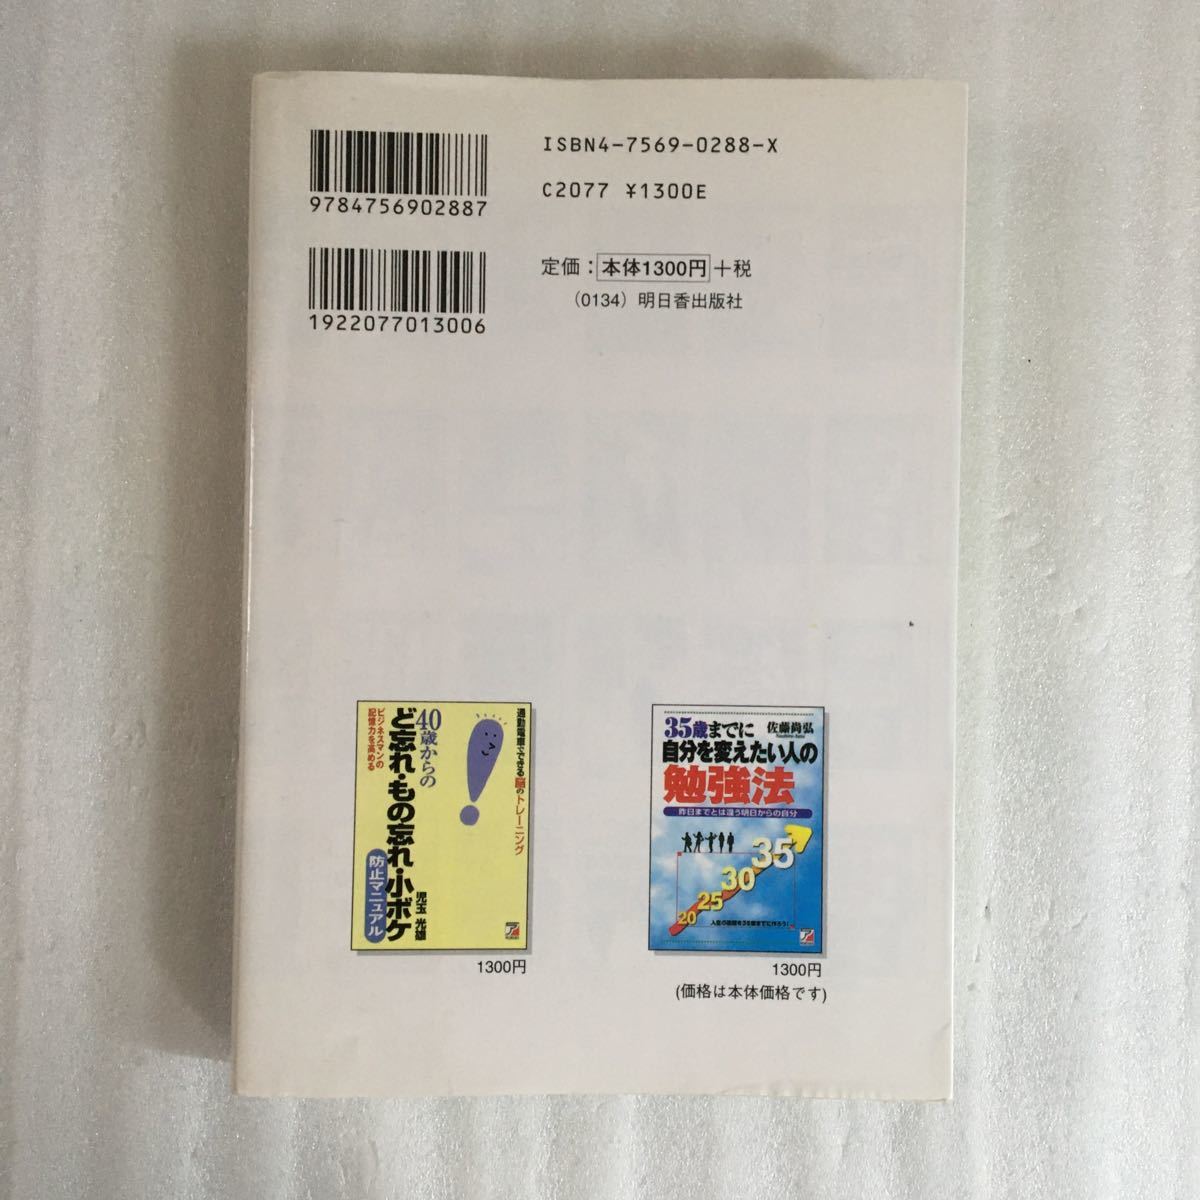 ISBN4-7569-0288-X
9784756902887
C2077 ¥1300E
定価：本体1300円+税
(0134) 明日香出版社
1922077013006
通勤電車でできる脳のトレーニング
40歳からの
ど忘れ・もの忘れ・小ボケ
防止マニュアル
ビジネスマンの
記憶力を高める
児玉 光雄
1300円
35歳までに
佐藤尚弘
自分を変えたい人の
勉強法
昨日までとは違う明日からの自分
35
30
25
20
1300円
(価格は本体価格です)